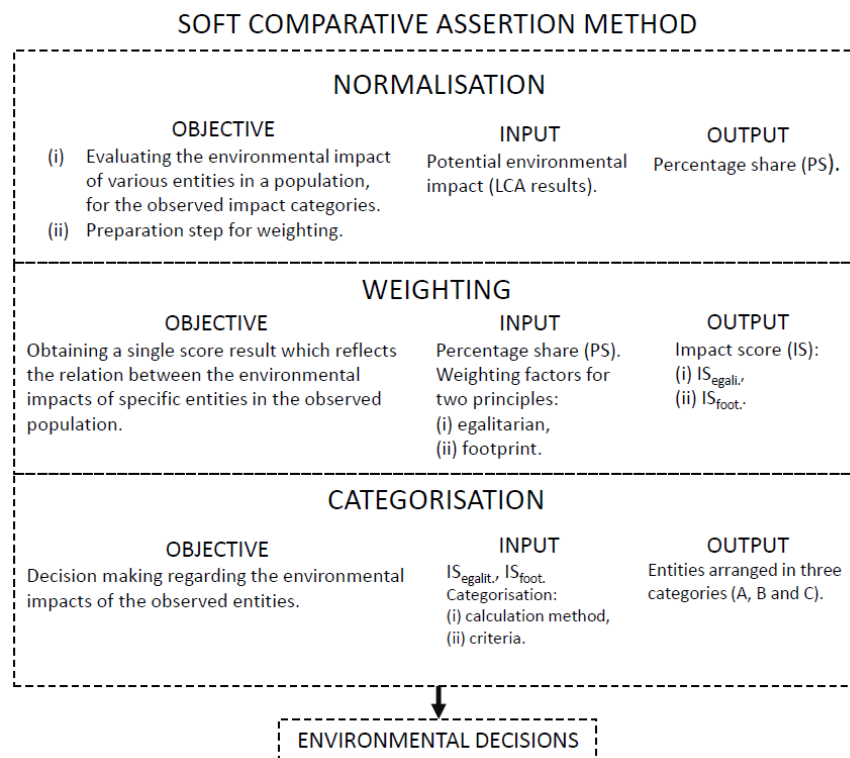 SOFT COMPARATIVE ASSERTION METHOD
NORMALISATION
OBJECTIVE
(i) Evaluating the environmental impact
of various entities in a population,
for the observed impact categories.
(ii) Preparation step for weighting.
INPUT
Potential environmental
impact (LCA results).
OUTPUT
Percentage share (PS).
WEIGHTING
OBJECTIVE
Obtaining a single score result which reflects
the relation between the environmental
impacts of specific entities in the observed
population.
INPUT
Percentage share (PS).
Weighting factors for
two principles:
(i) egalitarian,
(ii) footprint.
OUTPUT
Impact score (IS):
(i) ISegali.,
(ii) ISfoot..
CATEGORISATION
OBJECTIVE
Decision making regarding the environmental
impacts of the observed entities.
INPUT
ISegalit., ISfoot.
Categorisation:
(i) calculation method,
(ii) criteria.
OUTPUT
Entities arranged in three
categories (A, B and C).
ENVIRONMENTAL DECISIONS